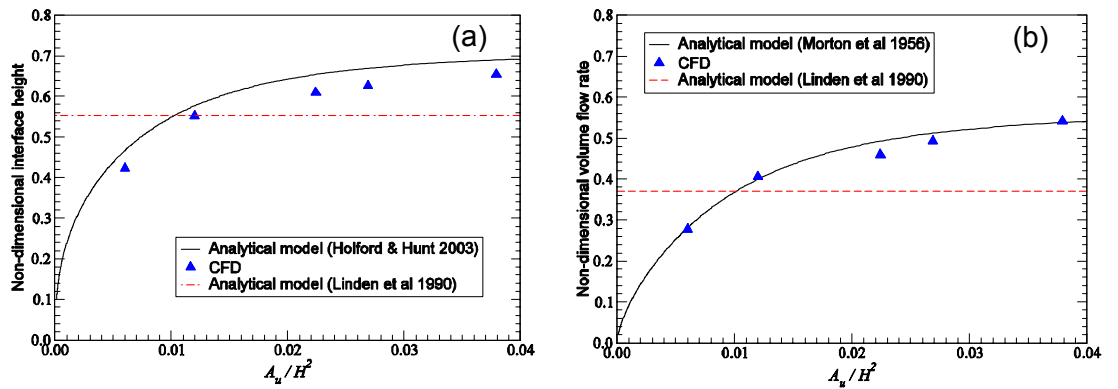 (a)
Non-dimensional interface height
0.8
0.7
0.6
0.5
0.4
0.3
0.2
0.1
0.0
Analytical model (Holford & Hunt 2003)
CFD
Analytical model (Linden et al 1990)
0.00 0.01 0.02 0.03 0.04
A_u / H²
(b)
Non-dimensional volume flow rate
0.8
0.7
0.6
0.5
0.4
0.3
0.2
0.1
0.0
Analytical model (Morton et al 1956)
CFD
Analytical model (Linden et al 1990)
0.00 0.01 0.02 0.03 0.04
A_u / H²